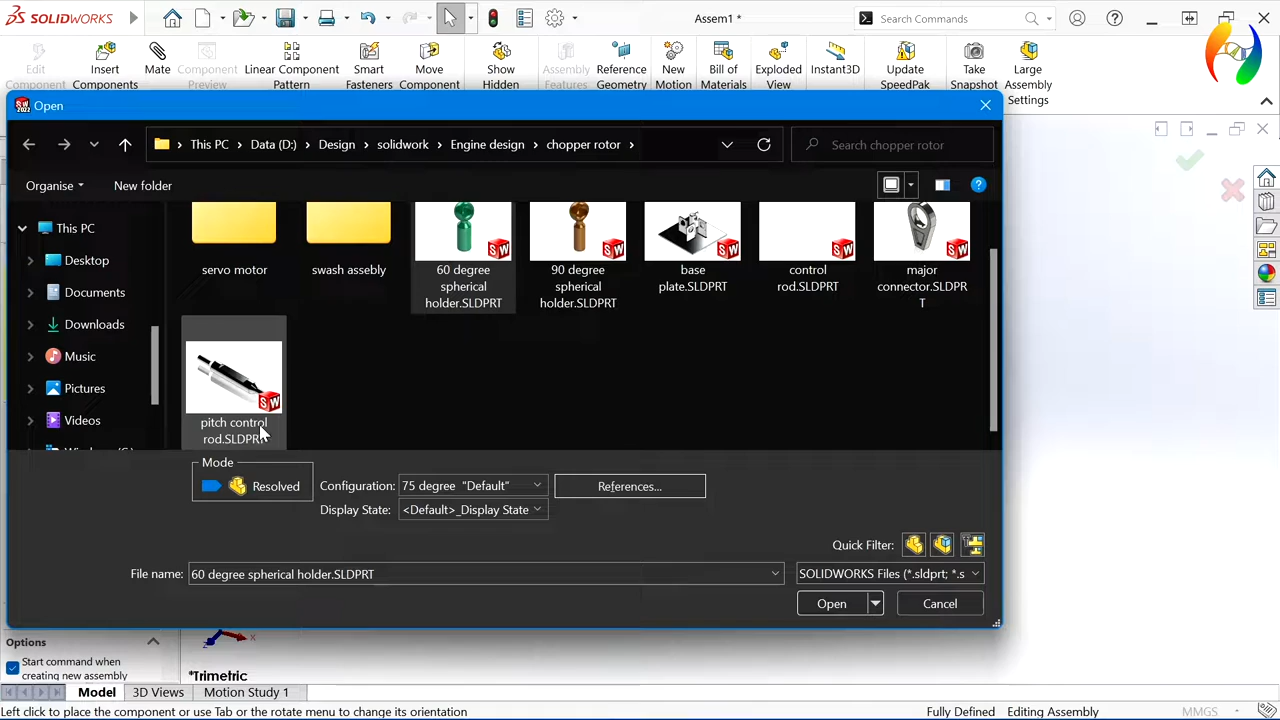 SOLIDWORKS
Assem1 *
Search Commands
Edit Component
Insert Components
Mate
Component Preview
Linear Component Pattern
Smart Fasteners
Move Component
Show Hidden
Assembly Features
Reference Geometry
New Motion
Bill of Materials
Exploded View
Instant3D
Update SpeedPak
Take Snapshot
Large Assembly Settings
Open
This PC
Data (D:)
Design
solidwork
Engine design
chopper rotor
Search chopper rotor
Organise
New folder
This PC
Desktop
Documents
Downloads
Music
Pictures
Videos
servo motor
swash assebly
60 degree
spherical
holder.SLDPRT
90 degree
spherical
holder.SLDPRT
base
plate.SLDPRT
control
rod.SLDPRT
major
connector.SLDPR
T
pitch control
rod.SLDPRT
Mode
Resolved
Configuration: 75 degree "Default"
References...
Display State: <Default>_Display State
Quick Filter:
File name: 60 degree spherical holder.SLDPRT
SOLIDWORKS Files (*.sldprt; *.s
Open
Cancel
Options
Start command when
creating new assembly
x
*Trimetric
Model
3D Views
Motion Study 1
Left click to place the component or use Tab or the rotate menu to change its orientation
Fully Defined
Editing Assembly
MMGS